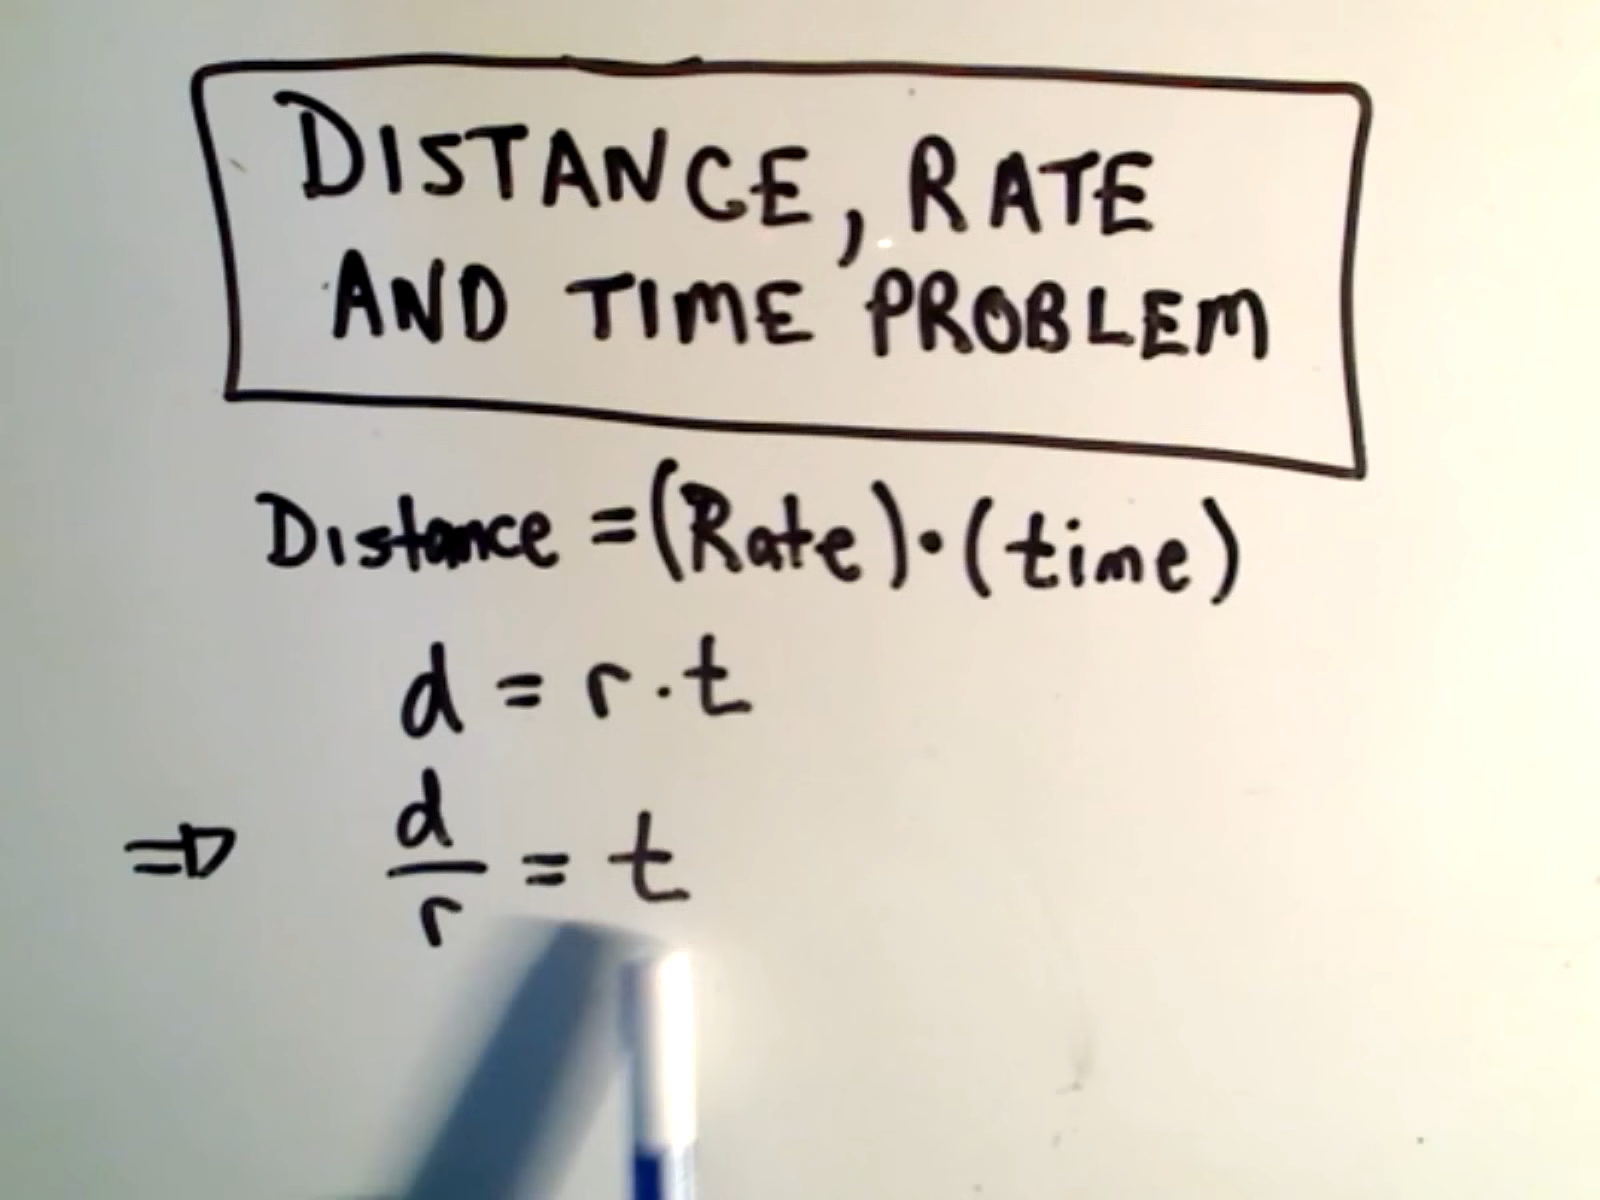 DISTANCE, RATE
AND TIME PROBLEM
Distance = (Rate) · (time)
d = r · t
⇒ d/r = t